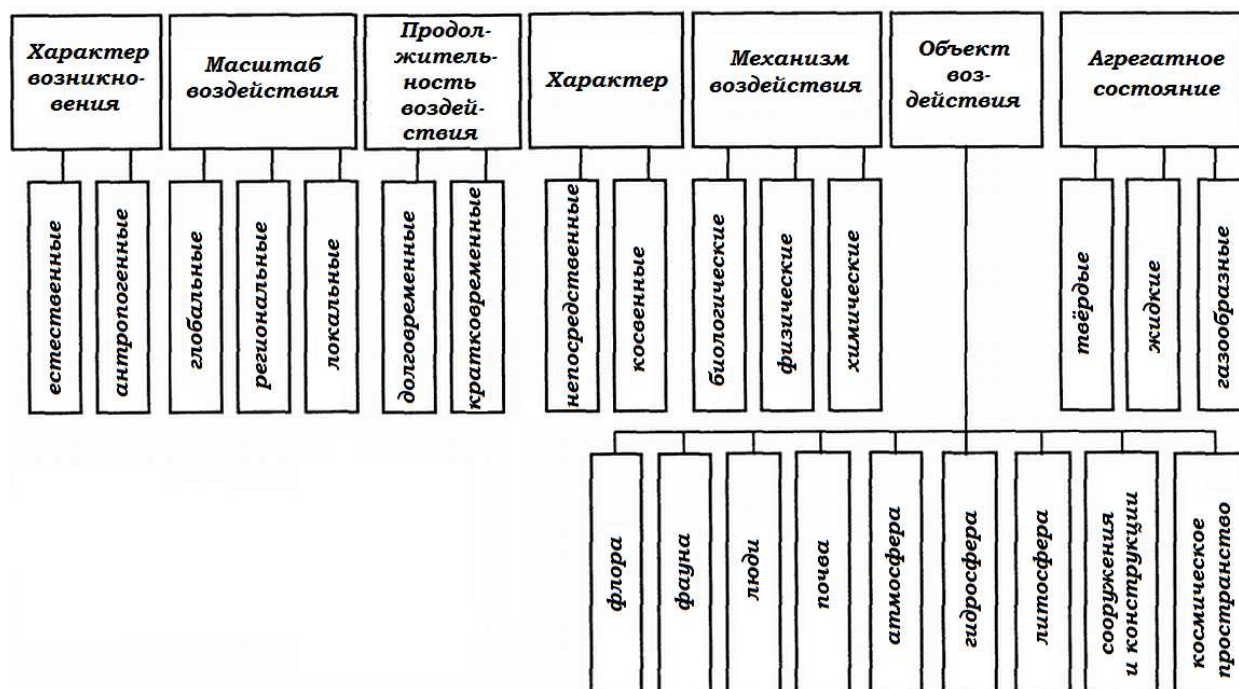 Характер
возникно-
вения
Масштаб
воздействия
Продол-
житель-
ность
воздей-
ствия
Характер
Механизм
воздействия
Объект
воз-
действия
Агрегатное
состояние
естественные
антропогенные
глобальные
региональные
локальные
долговременные
кратковременные
непосредственные
косвенные
биологические
физические
химические
твёрдые
жидкие
газообразные
флора
фауна
люди
почва
атмосфера
гидросфера
литосфера
сооружения
и конструкции
космическое
пространство